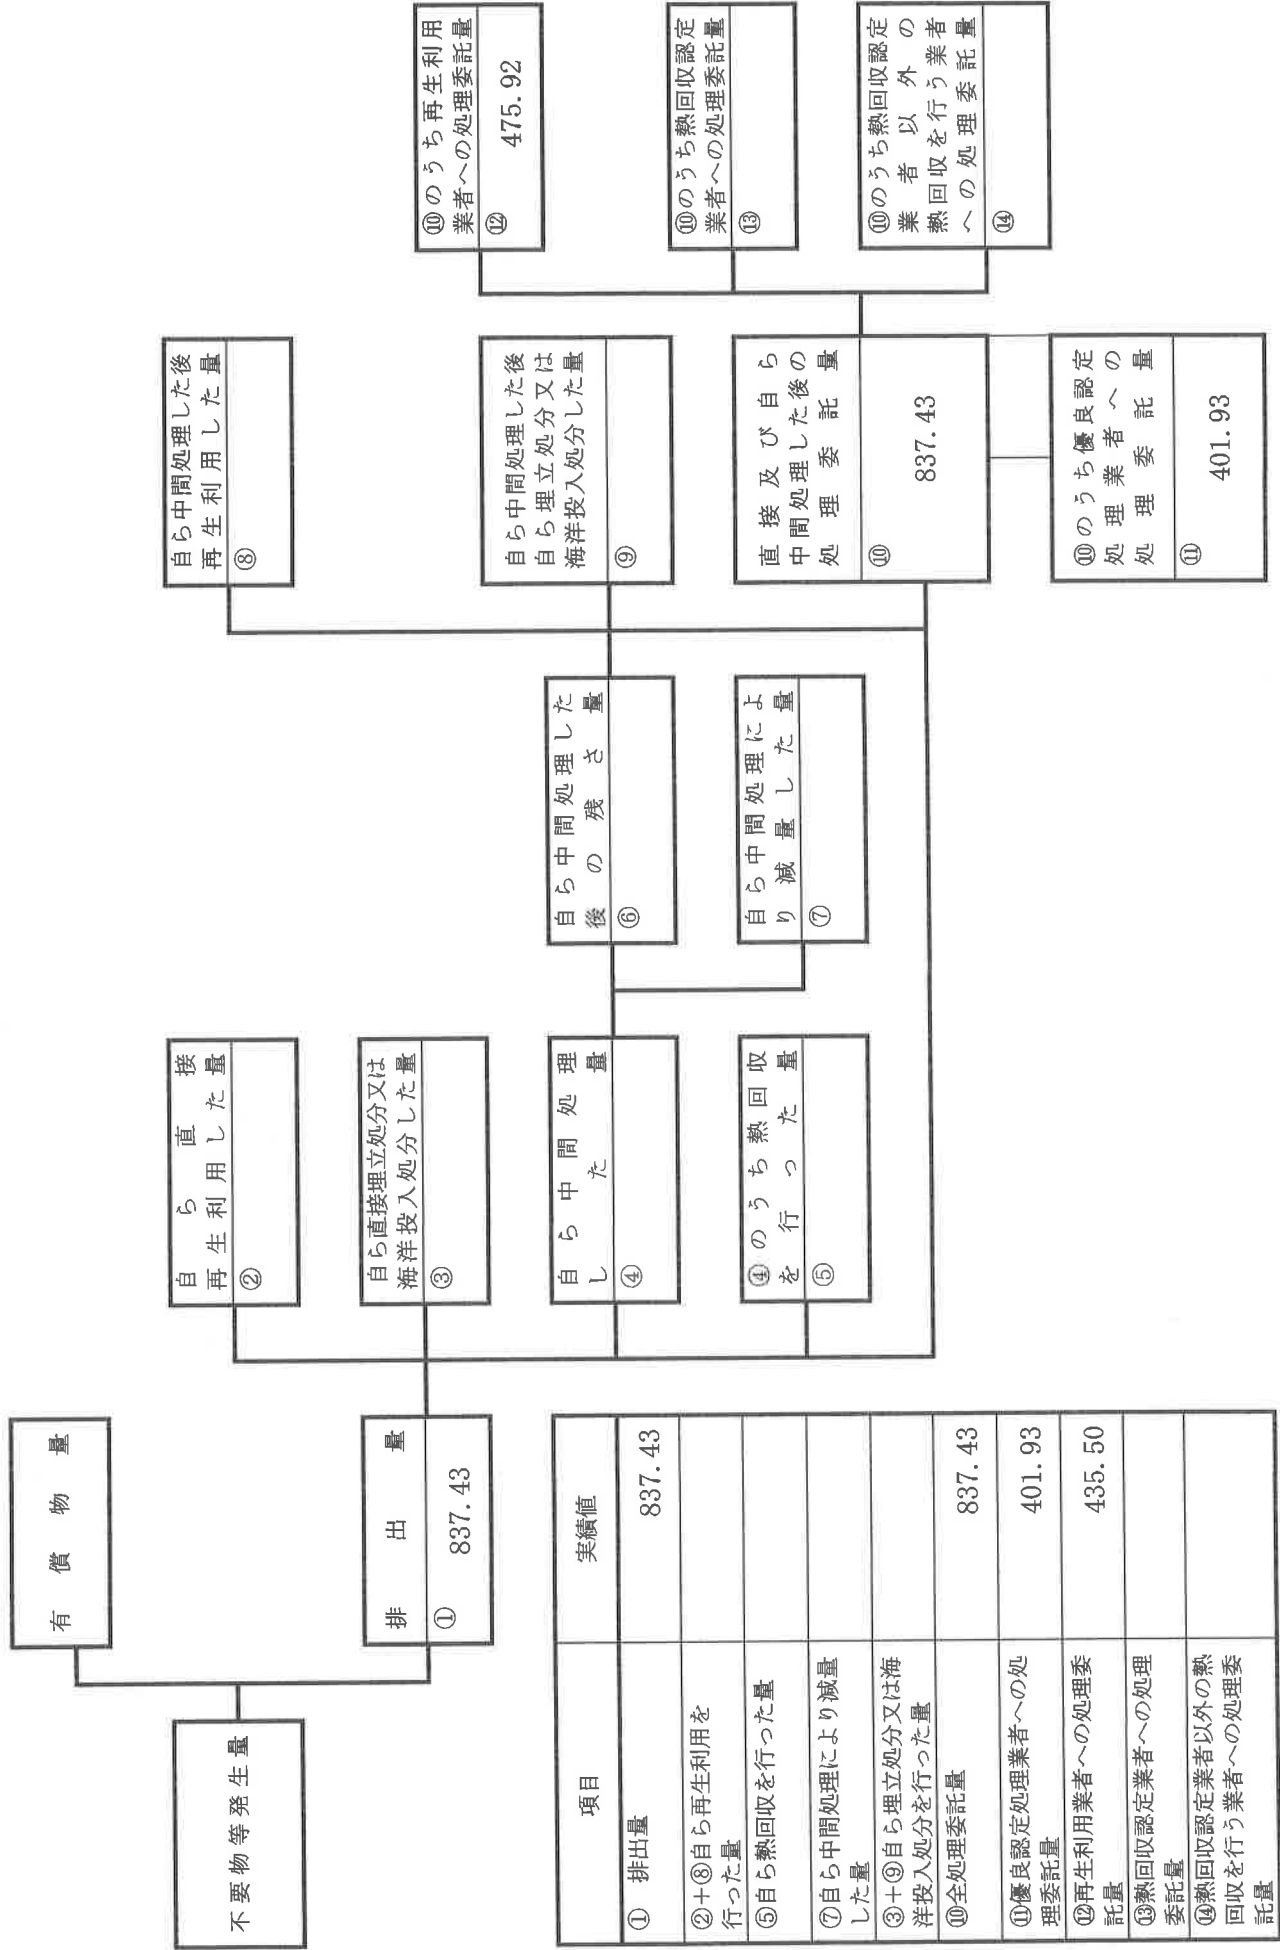 不要物等発生量
有償物量
排出量
①
837.43
自ら直接
再生利用した量
②
自ら直接埋立処分又は
海洋投入処分した量
③
自ら中間処理
した量
④
④のうち熱回収
を行った量
⑤
自ら中間処理した
後の残さ量
⑥
自ら中間処理によ
り減量した量
⑦
自ら中間処理した後
再生利用した量
⑧
自ら中間処理した後
自ら埋立処分又は
海洋投入処分した量
⑨
直接及び自ら
中間処理した後の
処理委託量
⑩
837.43
⑩のうち優良認定
処理業者への
処理委託量
⑪
401.93
⑩のうち再生利用
業者への処理委託量
⑫
475.92
⑩のうち熱回収認定
業者への処理委託量
⑬
⑩のうち熱回収認定
業者以外の
熱回収を行う業者
への処理委託量
⑭
項目 実績値
① 排出量 837.43
②+⑧自ら再生利用を
行った量
⑤自ら熱回収を行った量
⑦自ら中間処理により減量
した量
③+⑨自ら埋立処分又は海
洋投入処分を行った量
⑩全処理委託量 837.43
⑪優良認定処理業者への処
理委託量 401.93
⑫再生利用業者への処理委
託量 435.50
⑬熱回収認定業者への処理
委託量
⑭熱回収認定業者以外の熱
回収を行う業者への処理委
託量